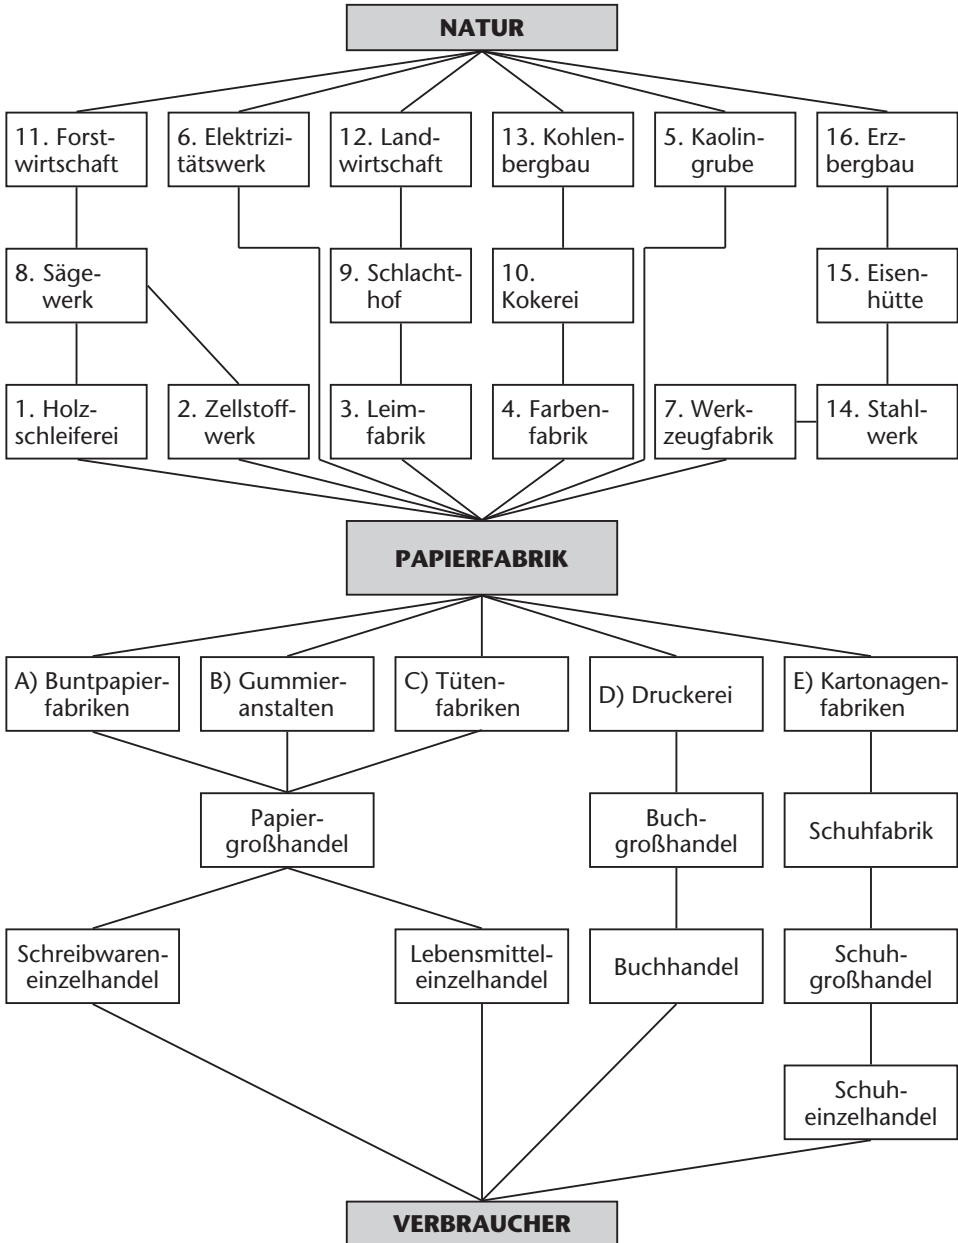 NATUR
11. Forst-
wirtschaft
6. Elektrizi-
tätswerk
12. Land-
wirtschaft
13. Kohlen-
bergbau
5. Kaolin-
grube
16. Erz-
bergbau
8. Säge-
werk
9. Schlacht-
hof
10.
Kokerei
15. Eisen-
hütte
1. Holz-
schleiferei
2. Zellstoff-
werk
3. Leim-
fabrik
4. Farben-
fabrik
7. Werk-
zeugfabrik
14. Stahl-
werk
PAPIERFABRIK
A) Buntpapier-
fabriken
B) Gummier-
anstalten
C) Tüten-
fabriken
D) Druckerei
E) Kartonagen-
fabriken
Papier-
großhandel
Buch-
großhandel
Schuhfabrik
Schreibwaren-
einzelhandel
Lebensmittel-
einzelhandel
Buchhandel
Schuh-
großhandel
Schuh-
einzelhandel
VERBRAUCHER